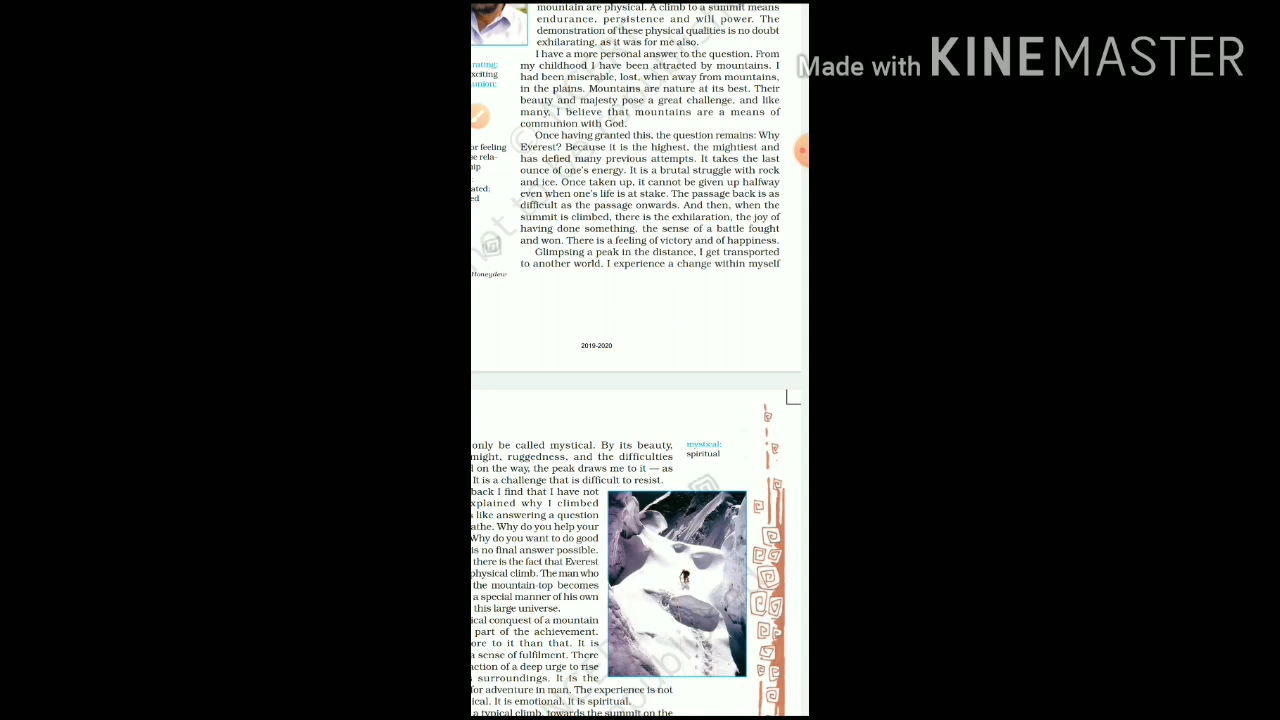 mountain are physical. A climb to a summit means
endurance, persistence and will power. The
demonstration of these physical qualities is no doubt
exhilarating, as it was for me also.
I have a more personal answer to the question. From
my childhood I have been attracted by mountains. I
had been miserable, lost, when away from mountains,
in the plains. Mountains are nature at its best. Their
beauty and majesty pose a great challenge, and like
many, I believe that mountains are a means of
communion with God.
Once having granted this, the question remains: Why
Everest? Because it is the highest, the mightiest and
has defied many previous attempts. It takes the last
ounce of one's energy. It is a brutal struggle with rock
and ice. Once taken up, it cannot be given up halfway
even when one's life is at stake. The passage back is as
difficult as the passage onwards. And then, when the
summit is climbed, there is the exhilaration, the joy of
having done something, the sense of a battle fought
and won. There is a feeling of victory and of happiness.
Glimpsing a peak in the distance, I get transported
to another world. I experience a change within myself
rating:
xciting
union:
or feeling
se rela-
ip
ated:
ed
Honeydew
2019-2020
Made with KINEMASTER
only be called mystical. By its beauty,
might, ruggedness, and the difficulties
d on the way, the peak draws me to it — as
It is a challenge that is difficult to resist.
back I find that I have not
xplained why I climbed
s like answering a question
athe. Why do you help your
Why do you want to do good
is no final answer possible.
there is the fact that Everest
physical climb. The man who
the mountain-top becomes
a special manner of his own
this large universe.
ical conquest of a mountain
part of the achievement.
ore to it than that. It is
a sense of fulfilment. There
action of a deep urge to rise
s surroundings. It is the
for adventure in man. The experience is not
ical. It is emotional. It is spiritual.
a typical climb, towards the summit on the
mystical:
spiritual